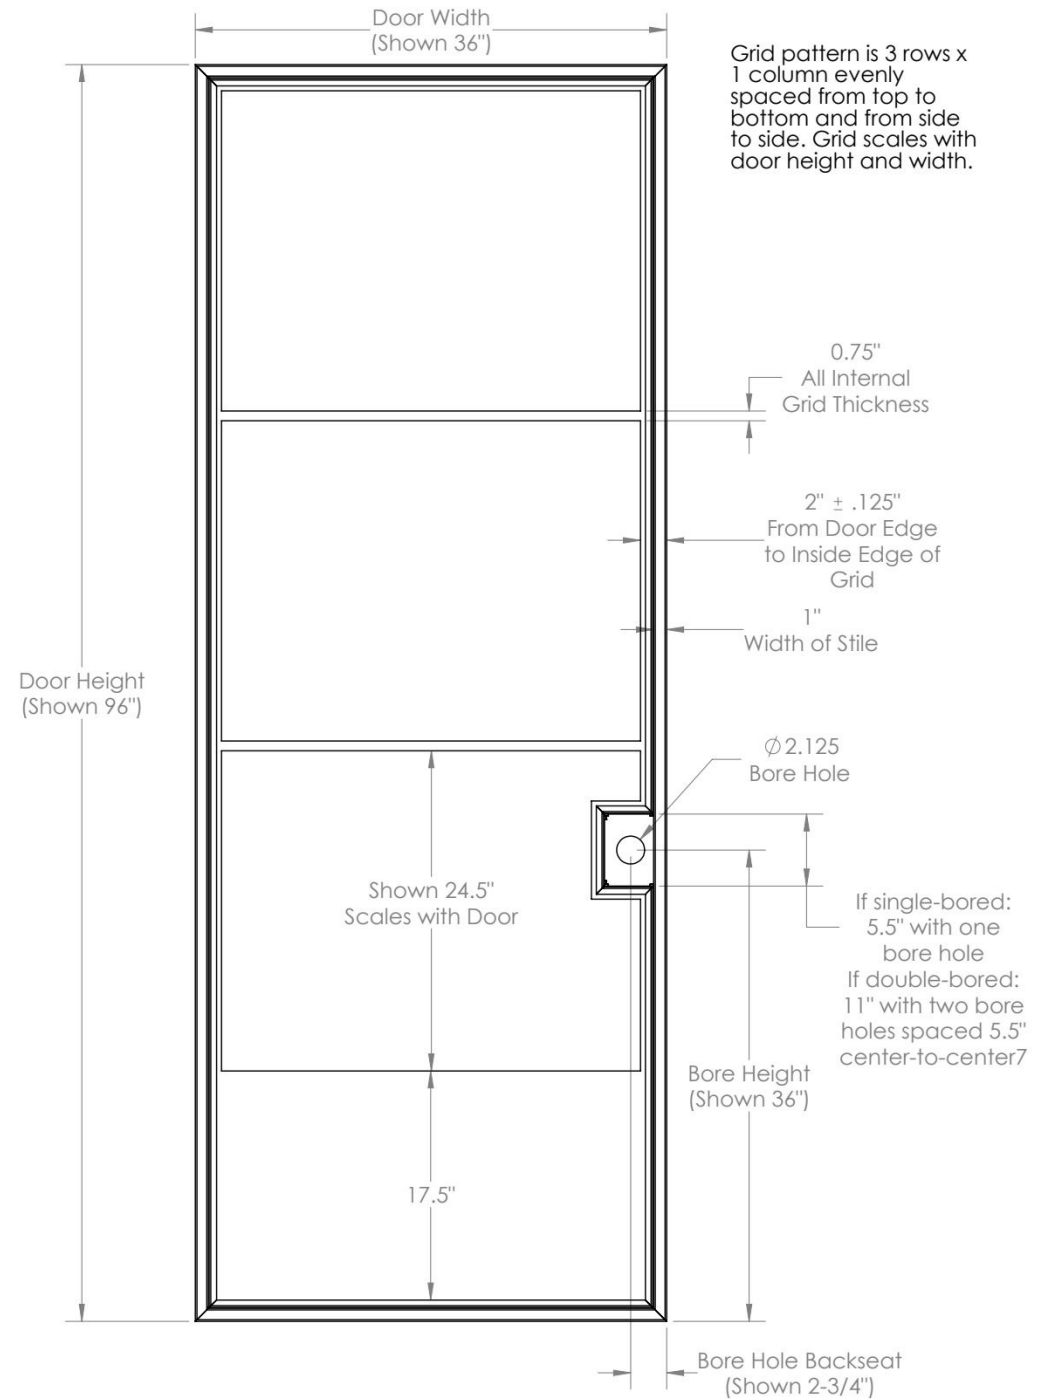 Door Width
(Shown 36")
Grid pattern is 3 rows x
1 column evenly
spaced from top to
bottom and from side
to side. Grid scales with
door height and width.
0.75"
All Internal
Grid Thickness
2" ± .125"
From Door Edge
to Inside Edge of
Grid
1"
Width of Stile
Door Height
(Shown 96")
∅2.125
Bore Hole
Shown 24.5"
Scales with Door
If single-bored:
5.5" with one
bore hole
If double-bored:
11" with two bore
holes spaced 5.5"
center-to-center7
Bore Height
(Shown 36")
17.5"
Bore Hole Backseat
(Shown 2-3/4")